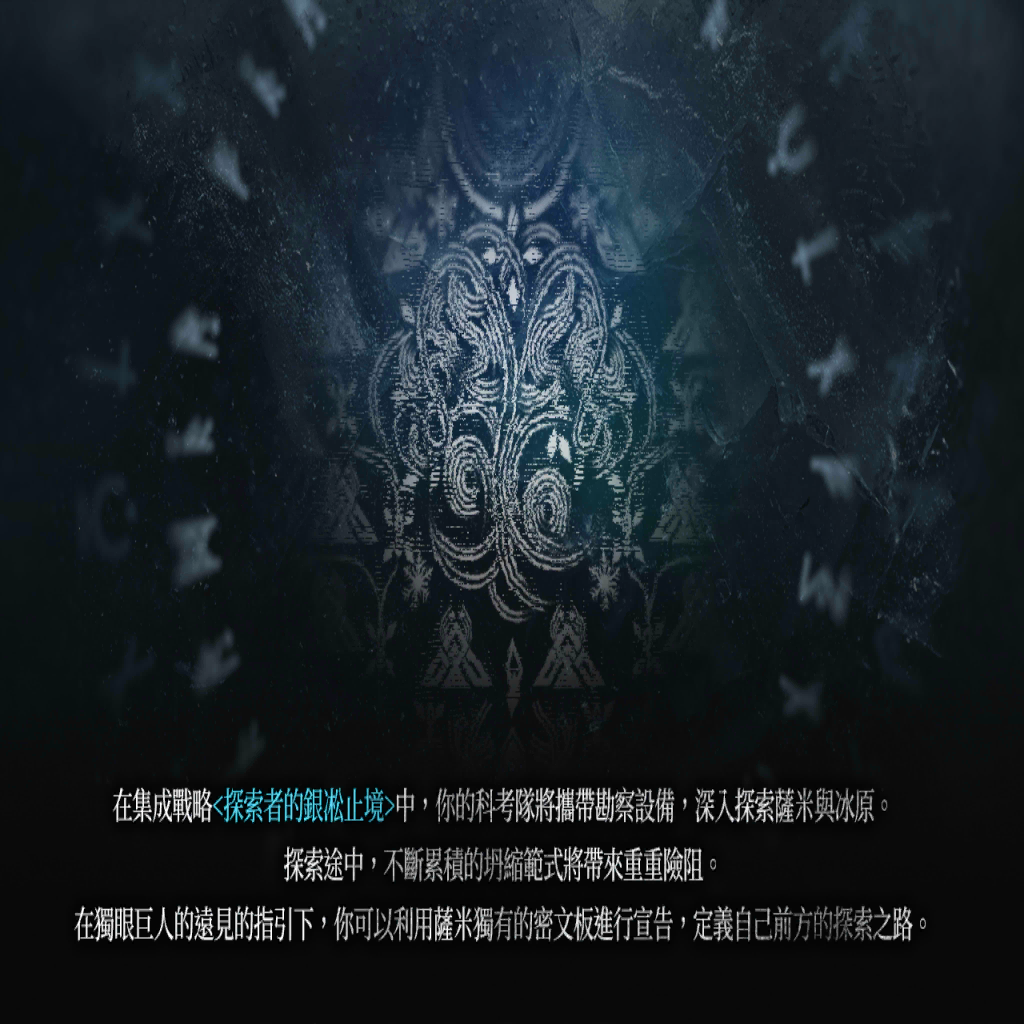 在集成戰略<探索者的銀凇止境>中，你的科考隊將攜帶勘察設備，深入探索薩米與冰原。
探索途中，不斷累積的坍縮範式將帶來重重險阻。
在獨眼巨人的遠見的指引下，你可以利用薩米獨有的密文板進行宣告，定義自己前方的探索之路。